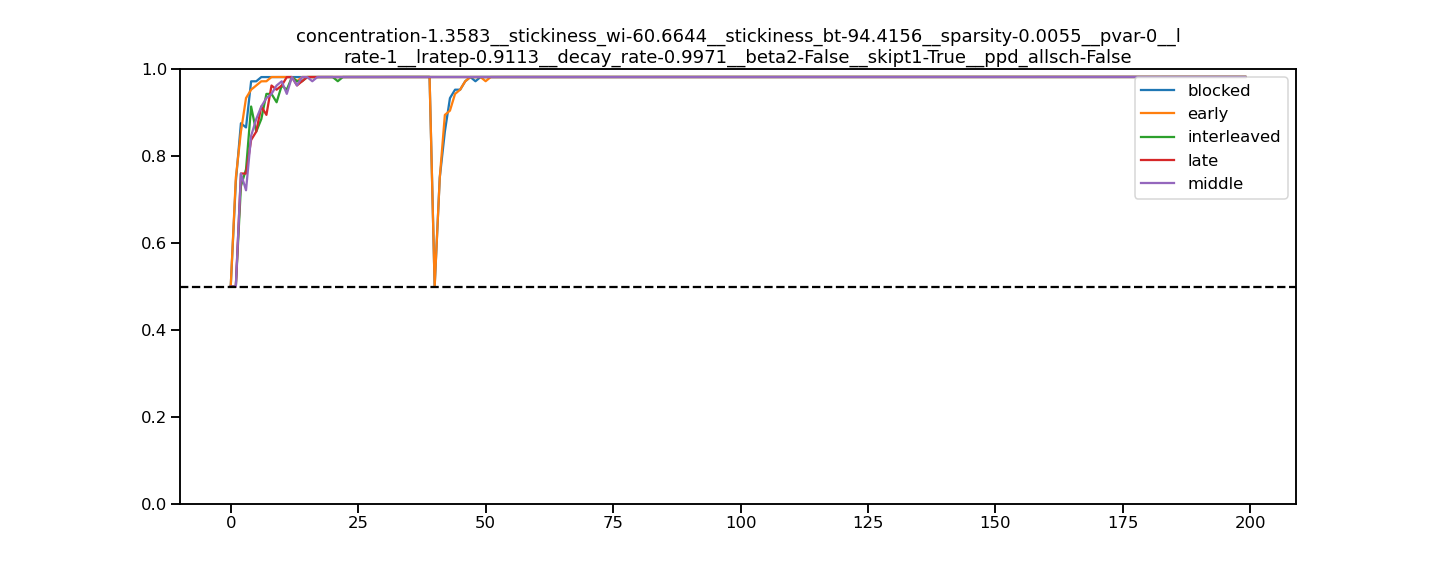 concentration-1.3583__stickiness_wi-60.6644__stickiness_bt-94.4156__sparsity-0.0055__pvar-0__l
rate-1__lratep-0.9113__decay_rate-0.9971__beta2-False__skipt1-True__ppd_allsch-False
1.0
0.8
0.6
0.4
0.2
0.0
blocked
early
interleaved
late
middle
0 25 50 75 100 125 150 175 200